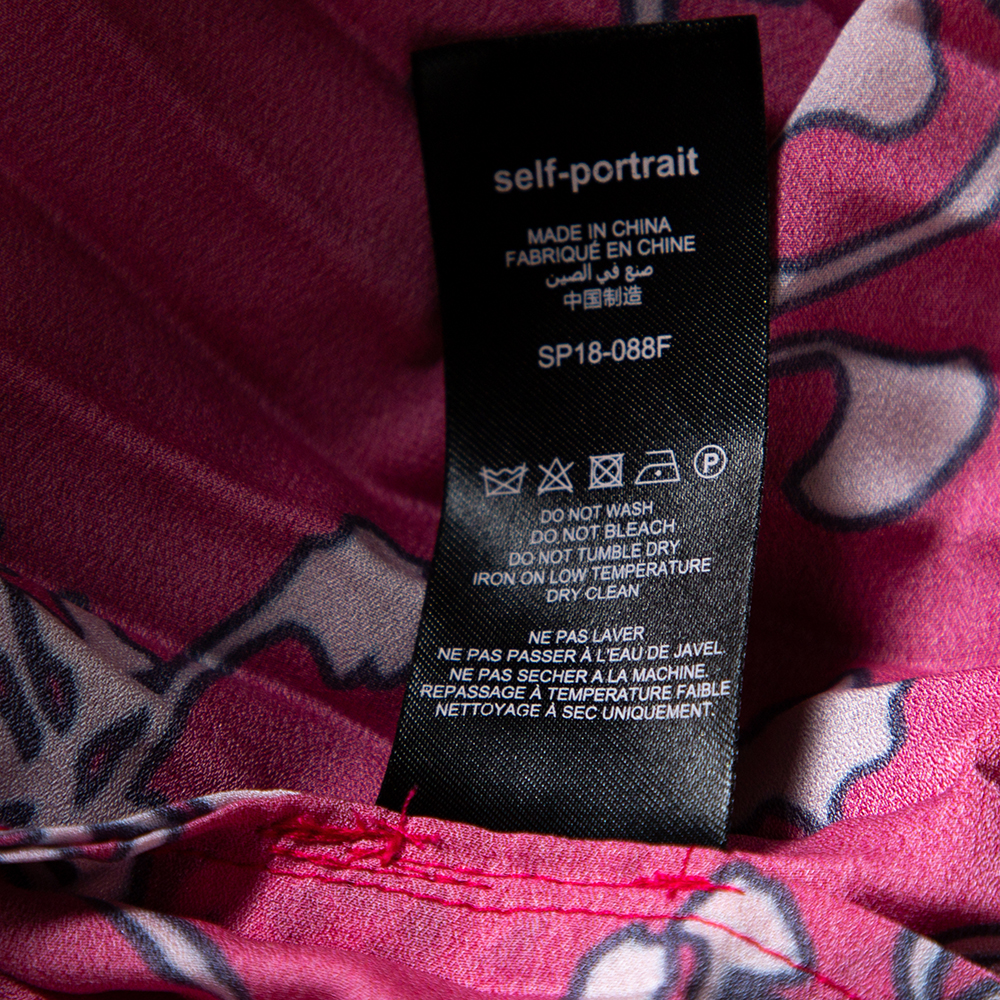 self-portrait
MADE IN CHINA
FABRIQUÉ EN CHINE
صنع في الصين
中国制造
SP18-088F
P
DO NOT WASH
DO NOT BLEACH
DO NOT TUMBLE DRY
IRON ON LOW TEMPERATURE
DRY CLEAN
NE PAS LAVER
NE PAS PASSER À L'EAU DE JAVEL
NE PAS SECHER A LA MACHINE.
REPASSAGE À TEMPERATURE FAIBLE
NETTOYAGE À SEC UNIQUEMENT.